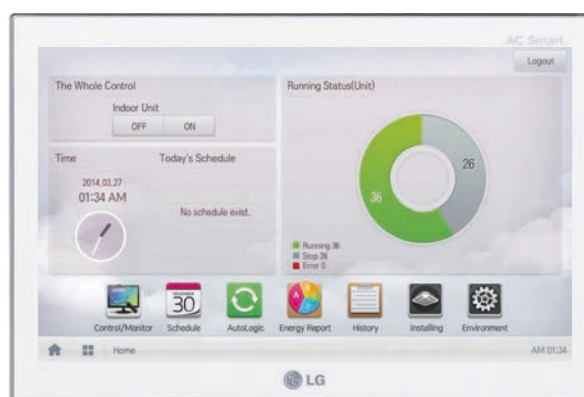 AC Smart
Logout
The Whole Control
Indoor Unit
OFF ON
Running Status(Unit)
26
36
Running 36
Stop 26
Error 0
Time
2014.03.27
01:34 AM
Today's Schedule
No schedule exist.
NOVEMBER
30
A
Control/Monitor
Schedule
AutoLogic
Energy Report
History
Installing
Environment
Home
AM 01:34
LG